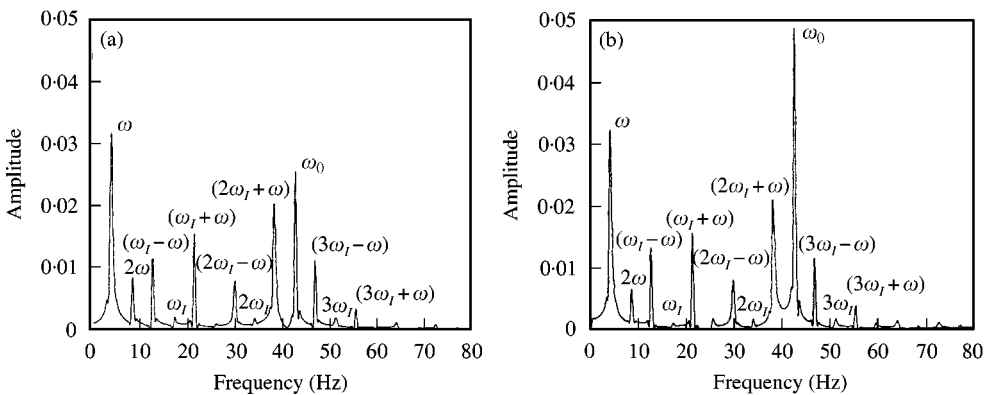 (a)
0·05
0·04
0·03
0·02
0·01
0
Amplitude
ω
2ω
(ω_I − ω)
ω_I
(ω_I + ω)
(2ω_I − ω)
2ω_I
(2ω_I + ω)
ω_0
(3ω_I − ω)
3ω_I
(3ω_I + ω)
0 10 20 30 40 50 60 70 80
Frequency (Hz)
(b)
0·05
0·04
0·03
0·02
0·01
0
Amplitude
ω
2ω
(ω_I − ω)
ω_I
(ω_I + ω)
(2ω_I − ω)
2ω_I
(2ω_I + ω)
ω_0
(3ω_I − ω)
3ω_I
(3ω_I + ω)
0 10 20 30 40 50 60 70 80
Frequency (Hz)